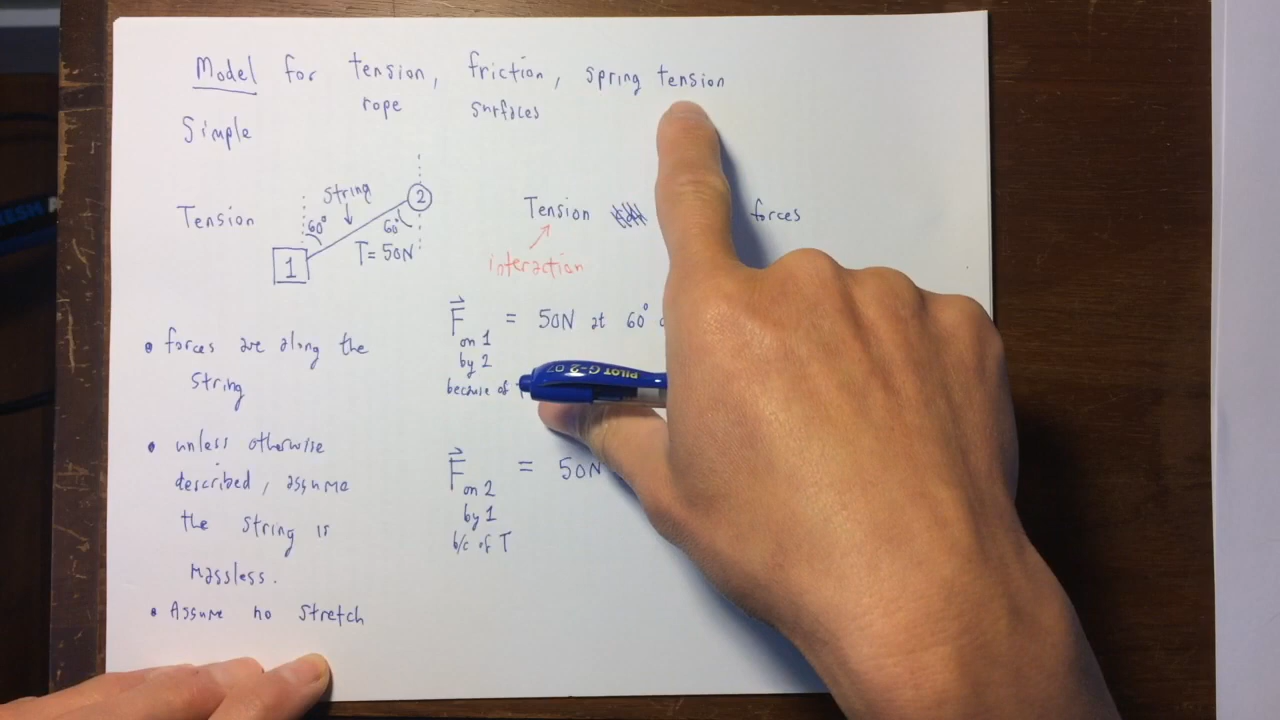 Model for tension, friction, spring tension
rope surfaces
Simple
String
2
Tension
60°
60°
T = 50N
1
Tension forces
interaction
F on 1 by 2 because of = 50N at 60°
• forces are along the
String
• unless otherwise
described, assume
the string is
massless.
• Assume no stretch
F on 2 by 1 b/c of T = 50N
PILOT G-2 07